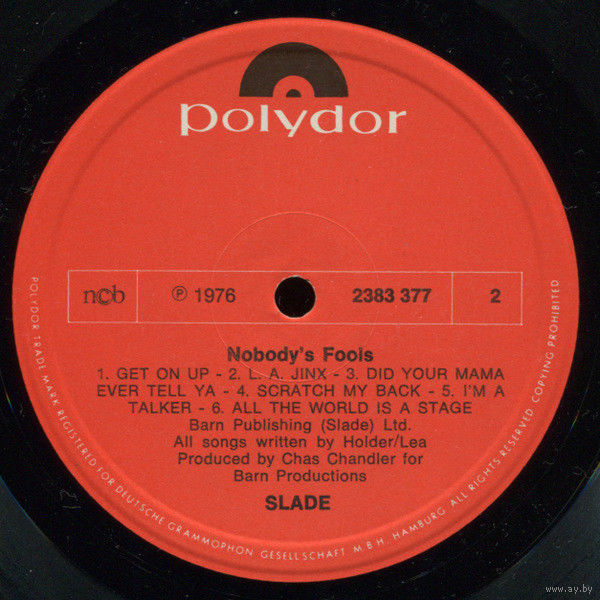 polydor
ncb
℗ 1976
2383 377
2
Nobody's Fools
1. GET ON UP - 2. L. A. JINX - 3. DID YOUR MAMA
EVER TELL YA - 4. SCRATCH MY BACK - 5. I'M A
TALKER - 6. ALL THE WORLD IS A STAGE
Barn Publishing (Slade) Ltd.
All songs written by Holder/Lea
Produced by Chas Chandler for
Barn Productions
SLADE
POLYDOR TRADE MARK REGISTERED FOR DEUTSCHE GRAMMOPHON GESELLSCHAFT M B H, HAMBURG ALL RIGHTS RESERVED COPYING PROHIBITED
www.ay.by